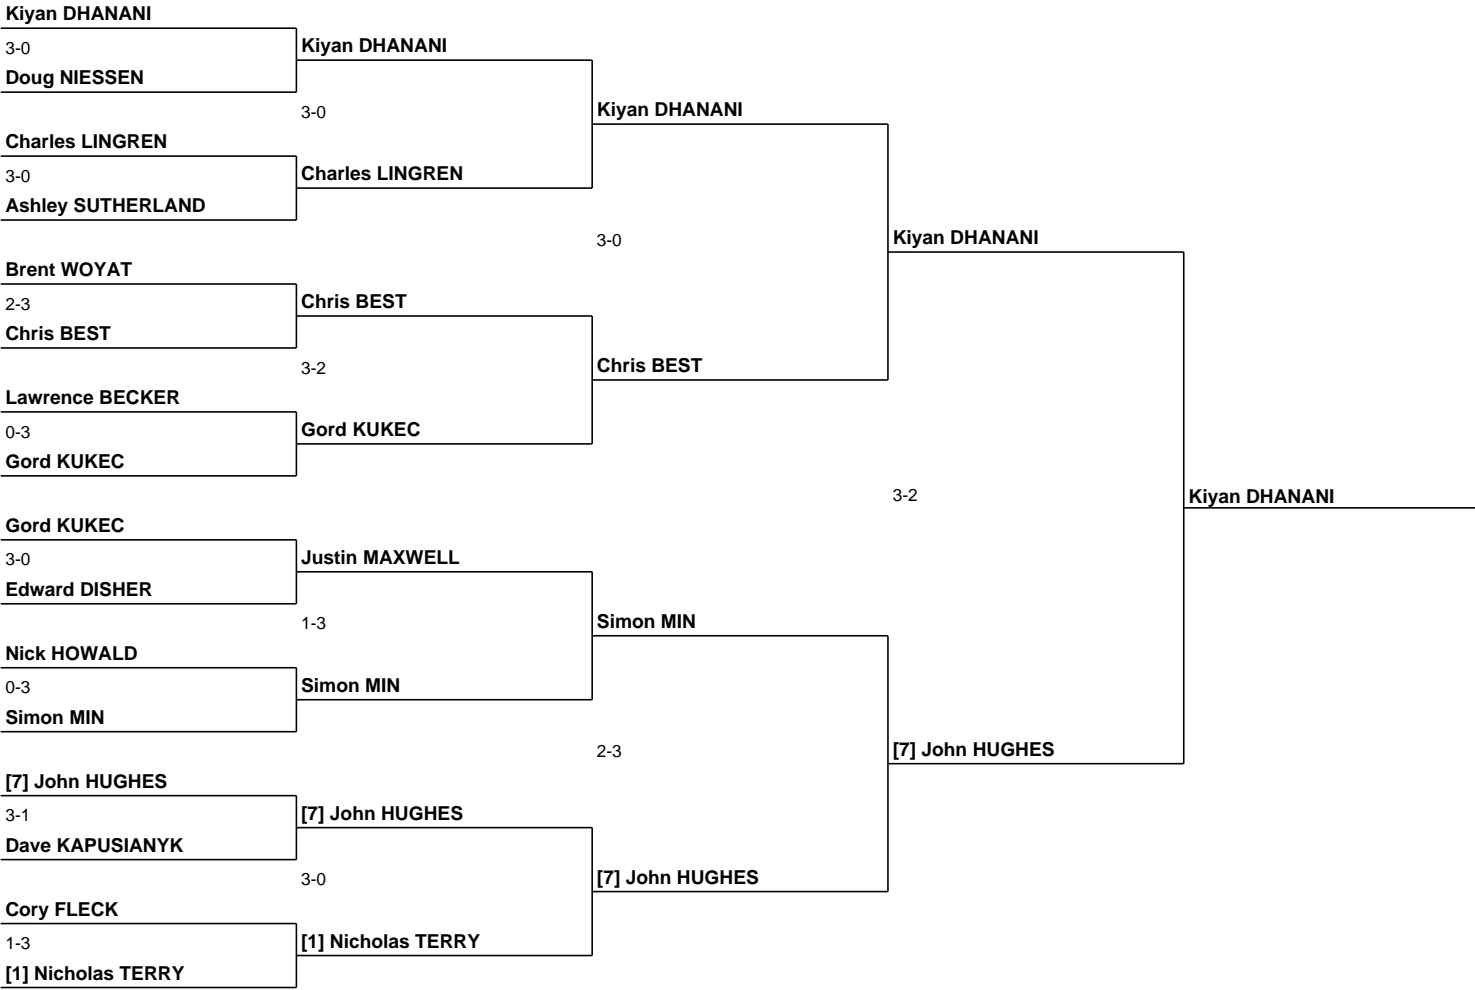 Kiyan DHANANI
3-0
Doug NIESSEN
Charles LINGREN
3-0
Ashley SUTHERLAND
Brent WOYAT
2-3
Chris BEST
Lawrence BECKER
0-3
Gord KUKEC
Gord KUKEC
3-0
Edward DISHER
Nick HOWALD
0-3
Simon MIN
[7] John HUGHES
3-1
Dave KAPUSIANYK
Cory FLECK
1-3
[1] Nicholas TERRY
Kiyan DHANANI
3-0
Charles LINGREN
Chris BEST
3-2
Gord KUKEC
Justin MAXWELL
1-3
Simon MIN
[7] John HUGHES
3-0
[1] Nicholas TERRY
Kiyan DHANANI
3-0
Chris BEST
Simon MIN
2-3
[7] John HUGHES
Kiyan DHANANI
3-2
[7] John HUGHES
Kiyan DHANANI